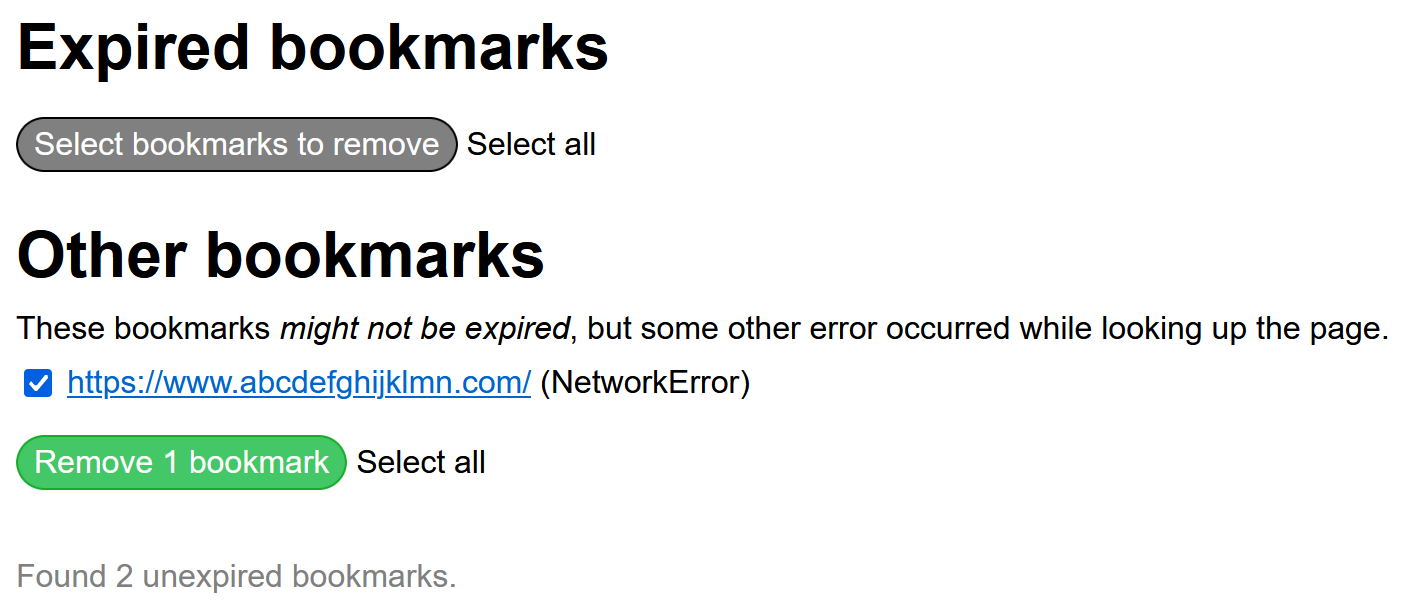 Expired bookmarks
Select bookmarks to remove Select all
Other bookmarks
These bookmarks might not be expired, but some other error occurred while looking up the page.
https://www.abcdefghijklmn.com/ (NetworkError)
Remove 1 bookmark Select all
Found 2 unexpired bookmarks.